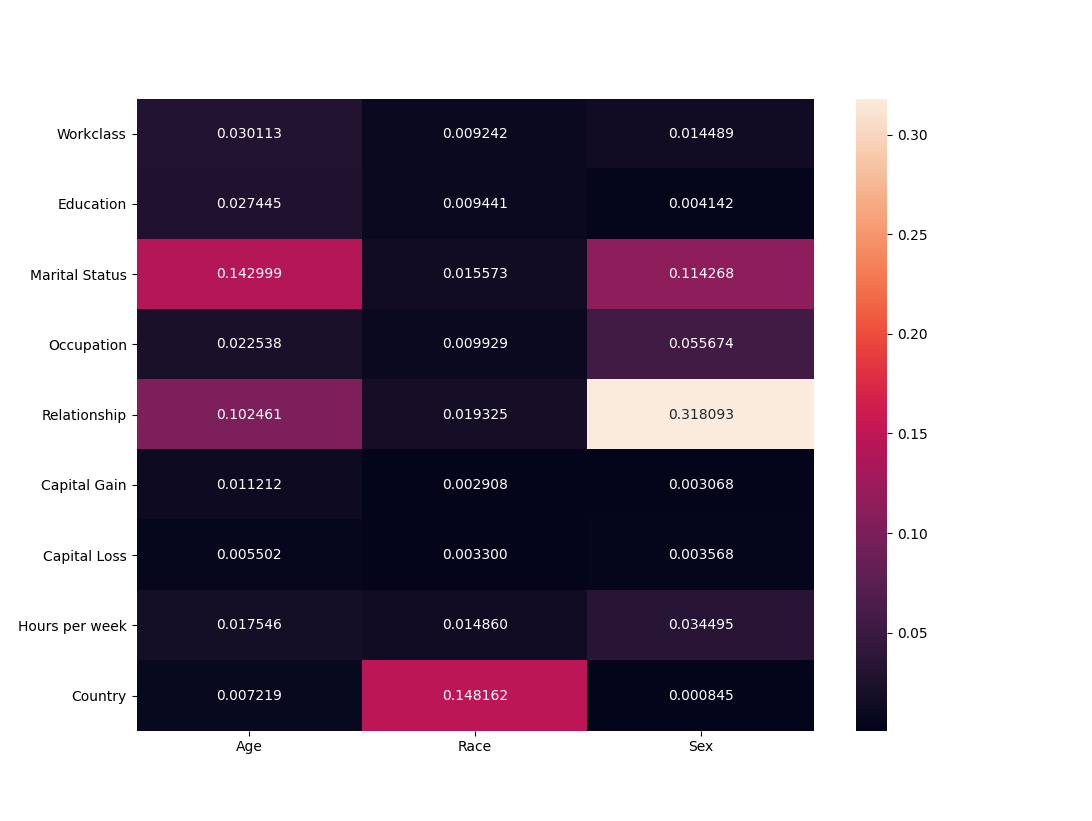 Workclass 0.030113 0.009242 0.014489 0.30
Education 0.027445 0.009441 0.004142 0.25
Marital Status 0.142999 0.015573 0.114268
Occupation 0.022538 0.009929 0.055674 0.20
Relationship 0.102461 0.019325 0.318093 0.15
Capital Gain 0.011212 0.002908 0.003068
Capital Loss 0.005502 0.003300 0.003568 0.10
Hours per week 0.017546 0.014860 0.034495 0.05
Country 0.007219 0.148162 0.000845
Age Race Sex